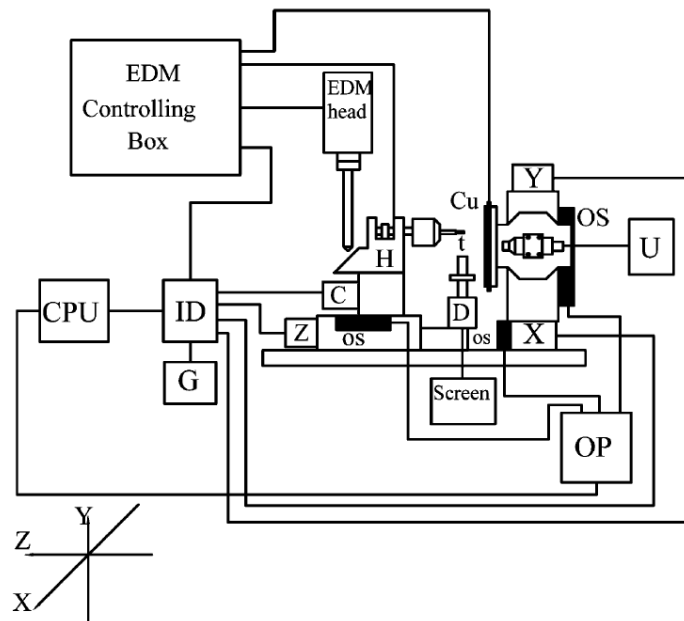 EDM
Controlling
Box
EDM
head
Y
Cu
OS
t
U
H
C
CPU
ID
D
Z
os
os
X
G
Screen
OP
Y
Z
X